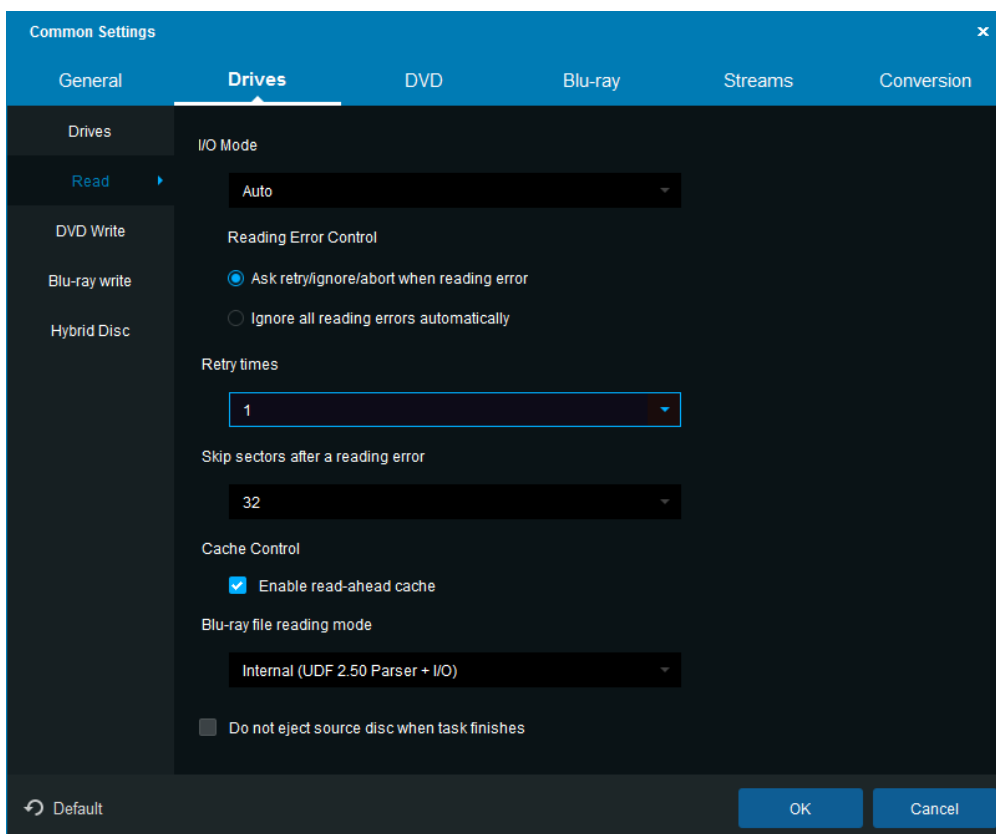 Common Settings
General Drives DVD Blu-ray Streams Conversion
Drives
Read
DVD Write
Blu-ray write
Hybrid Disc
I/O Mode
Auto
Reading Error Control
Ask retry/ignore/abort when reading error
Ignore all reading errors automatically
Retry times
1
Skip sectors after a reading error
32
Cache Control
Enable read-ahead cache
Blu-ray file reading mode
Internal (UDF 2.50 Parser + I/O)
Do not eject source disc when task finishes
Default
OK Cancel